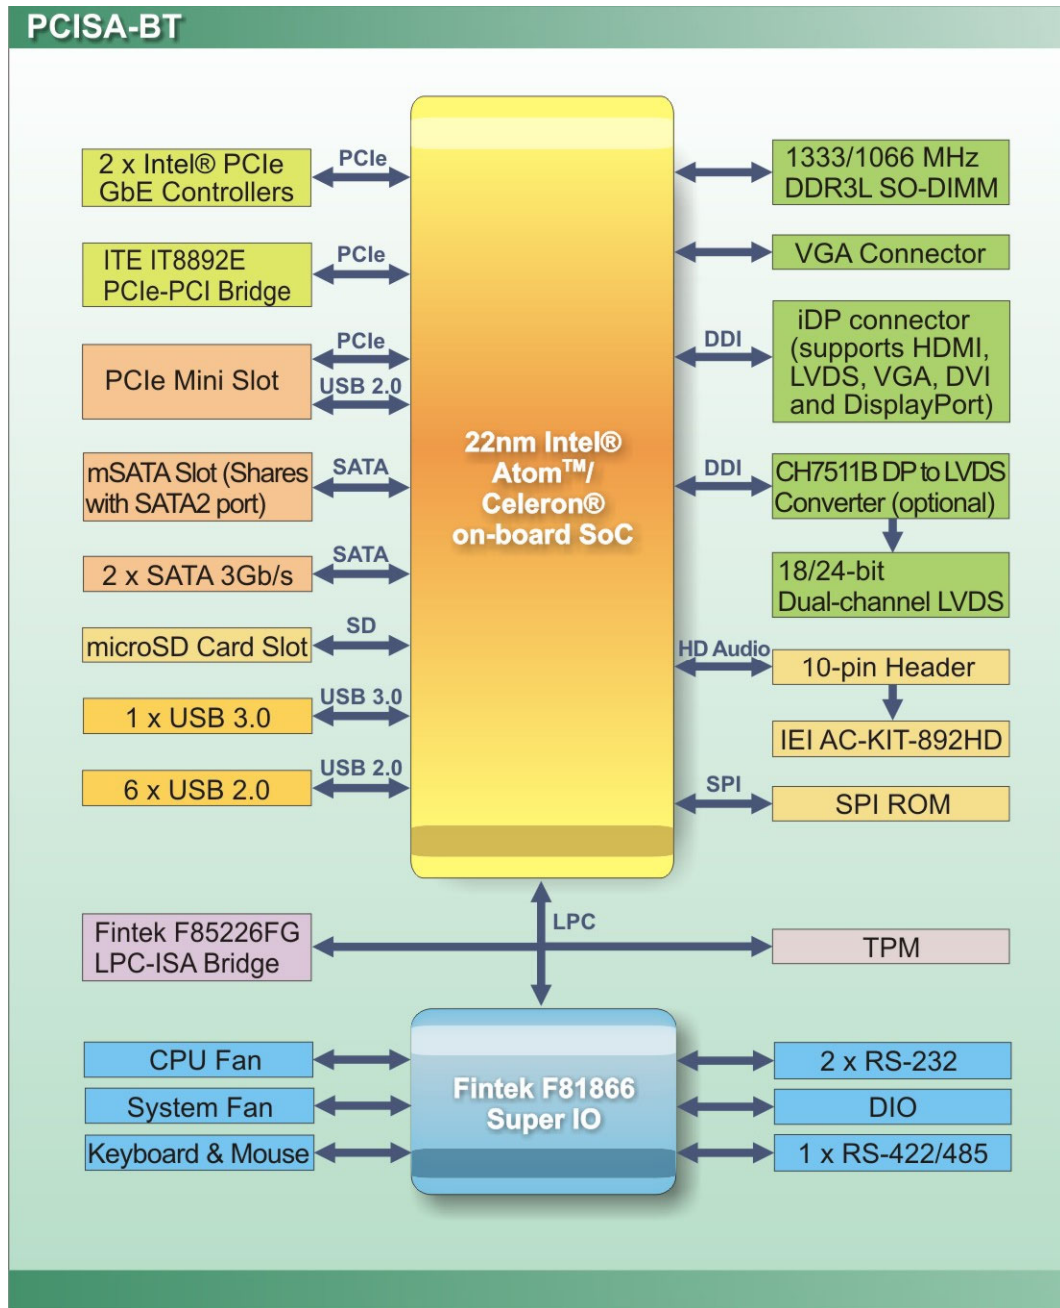 PCISA-BT
2 x Intel® PCIe
GbE Controllers
PCIe
ITE IT8892E
PCIe-PCI Bridge
PCIe
PCIe Mini Slot
PCIe
USB 2.0
mSATA Slot (Shares
with SATA2 port)
SATA
2 x SATA 3Gb/s
SATA
microSD Card Slot
SD
1 x USB 3.0
USB 3.0
6 x USB 2.0
USB 2.0
22nm Intel®
Atom™/
Celeron®
on-board SoC
1333/1066 MHz
DDR3L SO-DIMM
VGA Connector
DDI
iDP connector
(supports HDMI,
LVDS, VGA, DVI
and DisplayPort)
DDI
CH7511B DP to LVDS
Converter (optional)
18/24-bit
Dual-channel LVDS
HD Audio
10-pin Header
IEI AC-KIT-892HD
SPI
SPI ROM
LPC
Fintek F85226FG
LPC-ISA Bridge
TPM
CPU Fan
System Fan
Keyboard & Mouse
Fintek F81866
Super IO
2 x RS-232
DIO
1 x RS-422/485